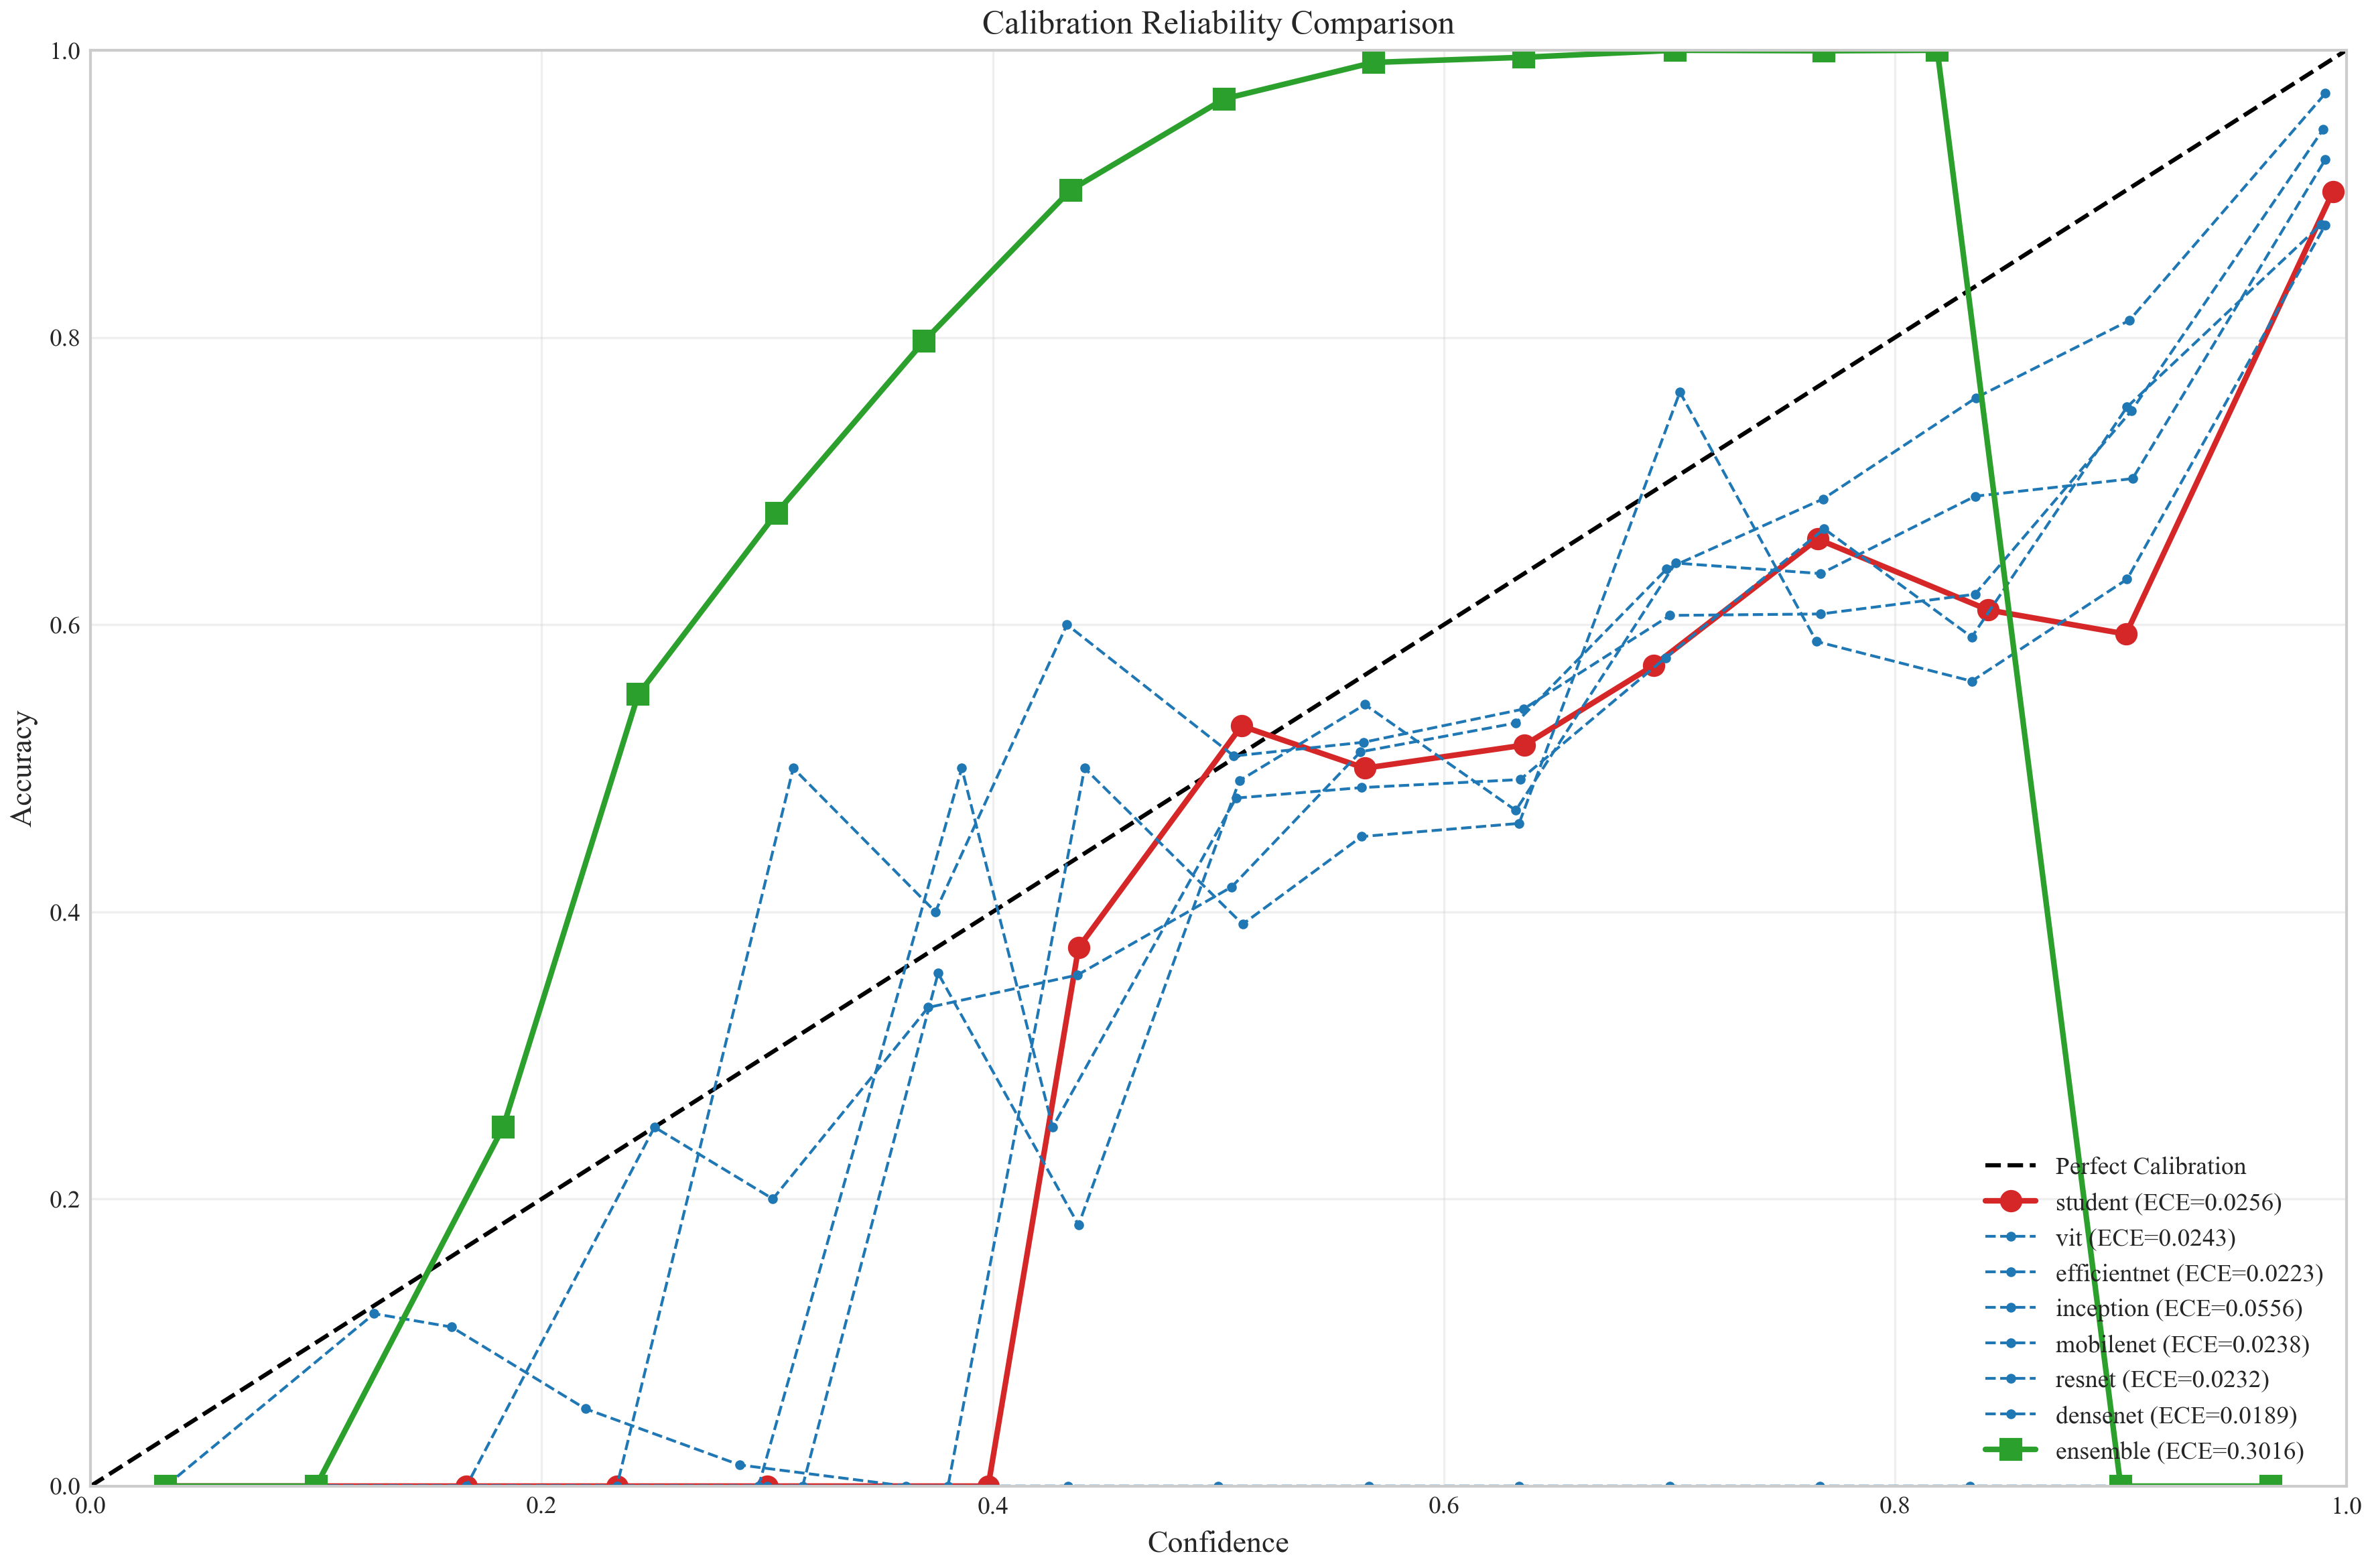 Calibration Reliability Comparison
1.0
0.8
0.6
0.4
0.2
0.0
Accuracy
0.0 0.2 0.4 0.6 0.8 1.0
Confidence
Perfect Calibration
student (ECE=0.0256)
vit (ECE=0.0243)
efficientnet (ECE=0.0223)
inception (ECE=0.0556)
mobilenet (ECE=0.0238)
resnet (ECE=0.0232)
densenet (ECE=0.0189)
ensemble (ECE=0.3016)